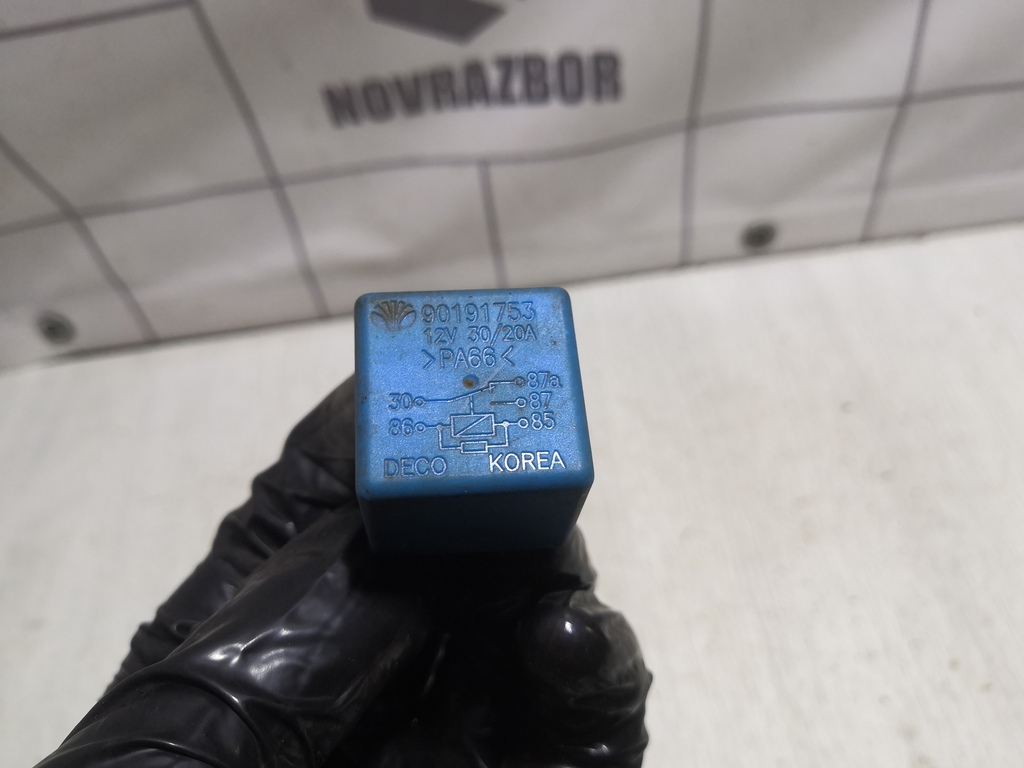 NOVRAZBOR
90191753
12V 30/20A
>PA66<
87a
30 87
86 85
DECO KOREA